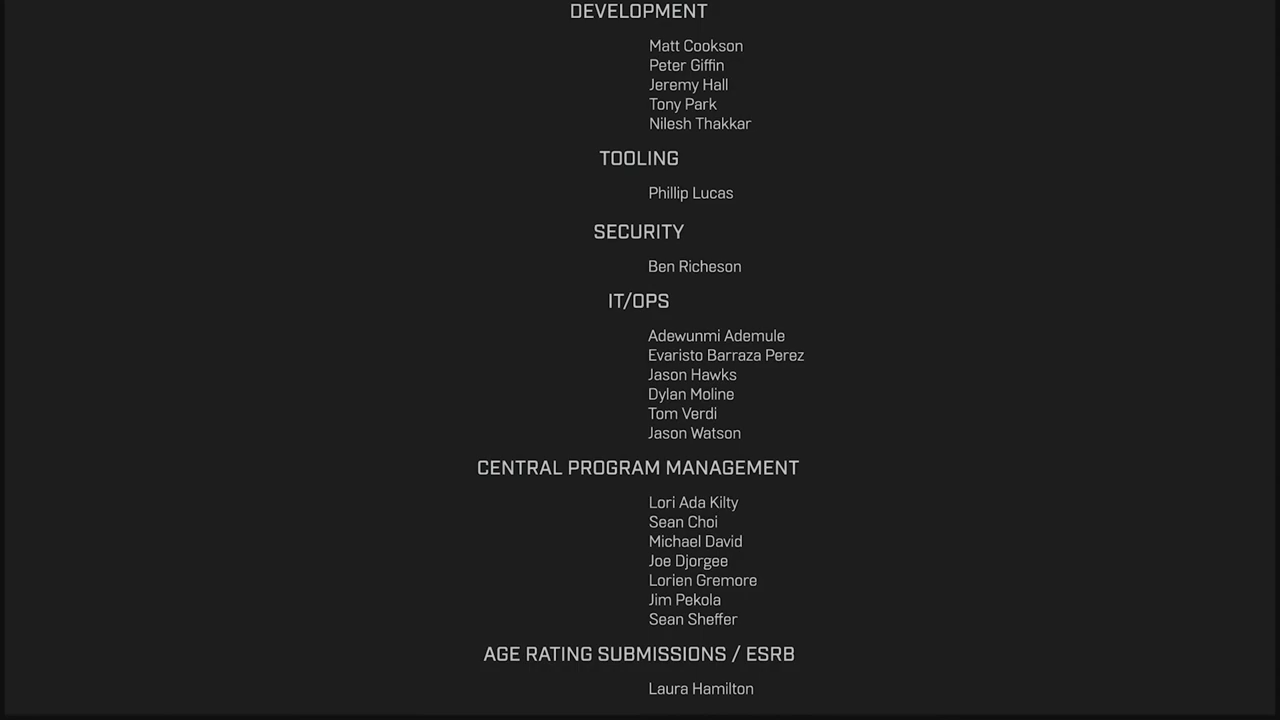 DEVELOPMENT
Matt Cookson
Peter Giffin
Jeremy Hall
Tony Park
Nilesh Thakkar
TOOLING
Phillip Lucas
SECURITY
Ben Richeson
IT/OPS
Adewunmi Ademule
Evaristo Barraza Perez
Jason Hawks
Dylan Moline
Tom Verdi
Jason Watson
CENTRAL PROGRAM MANAGEMENT
Lori Ada Kilty
Sean Choi
Michael David
Joe Djorgee
Lorien Gremore
Jim Pekola
Sean Sheffer
AGE RATING SUBMISSIONS / ESRB
Laura Hamilton